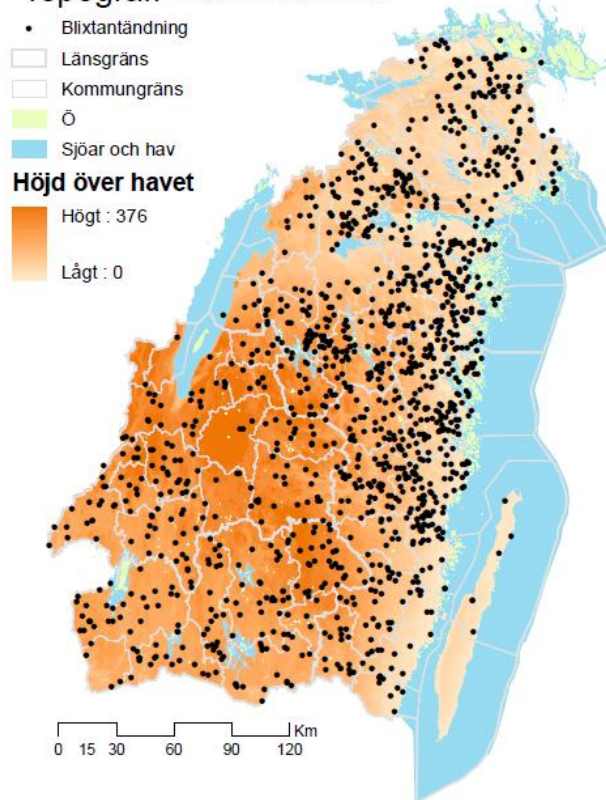 Blixtantändning
Länsgräns
Kommungräns
Ö
Sjöar och hav
Höjd över havet
Högt : 376
Lågt : 0
Km
0 15 30 60 90 120